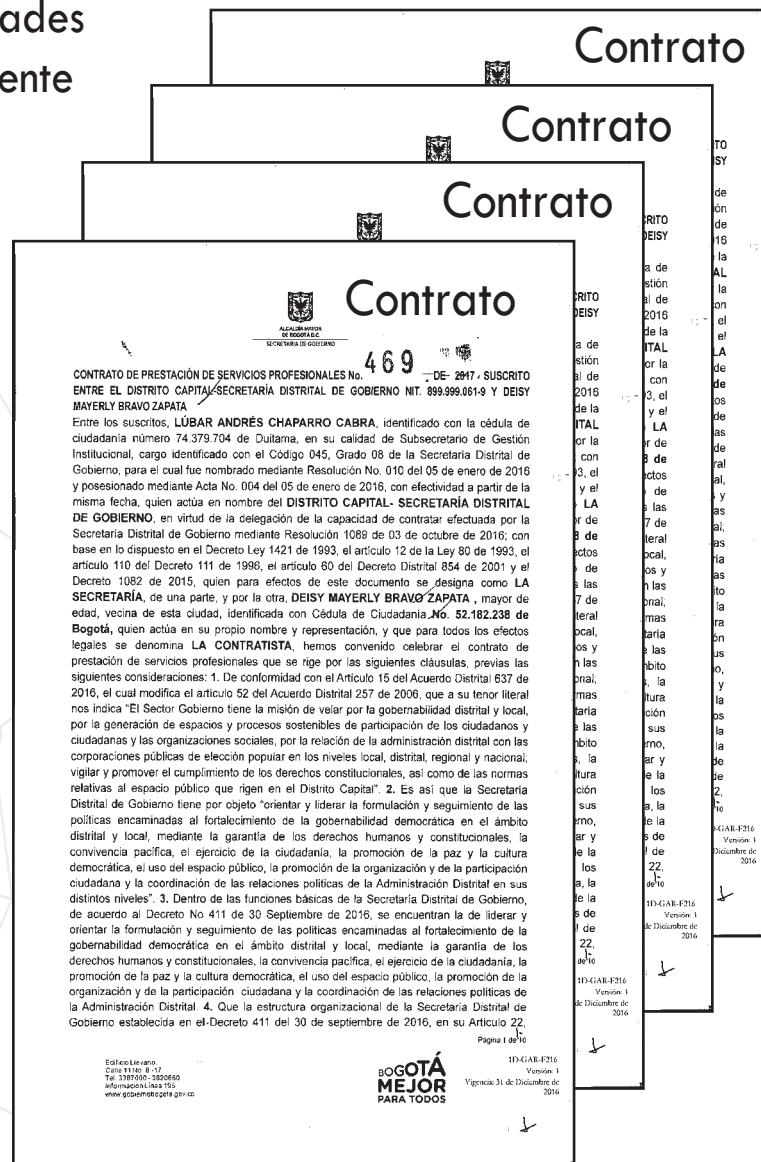 ades
ente
Contrato
Contrato
Contrato
Contrato
ALCALDÍA MAYOR
DE BOGOTÁ D.C.
SECRETARÍA DE GOBIERNO
CONTRATO DE PRESTACIÓN DE SERVICIOS PROFESIONALES No. 469 DE- 2017 , SUSCRITO
ENTRE EL DISTRITO CAPITAL-SECRETARÍA DISTRITAL DE GOBIERNO NIT. 899.999.061-9 Y DEISY
MAYERLY BRAVO ZAPATA
Entre los suscritos, LÚBAR ANDRÉS CHAPARRO CABRA, identificado con la cédula de
ciudadanía número 74.379.704 de Duitama, en su calidad de Subsecretario de Gestión
Institucional, cargo identificado con el Código 045, Grado 08 de la Secretaria Distrital de
Gobierno, para el cual fue nombrado mediante Resolución No. 010 del 05 de enero de 2016
y posesionado mediante Acta No. 004 del 05 de enero de 2016, con efectividad a partir de la
misma fecha, quien actúa en nombre del DISTRITO CAPITAL- SECRETARÍA DISTRITAL
DE GOBIERNO, en virtud de la delegación de la capacidad de contratar efectuada por la
Secretaria Distrital de Gobierno mediante Resolución 1089 de 03 de octubre de 2016; con
base en lo dispuesto en el Decreto Ley 1421 de 1993, el artículo 12 de la Ley 80 de 1993, el
artículo 110 del Decreto 111 de 1996, el artículo 60 del Decreto Distrital 854 de 2001 y el
Decreto 1082 de 2015, quien para efectos de este documento se designa como LA
SECRETARÍA, de una parte, y por la otra, DEISY MAYERLY BRAVO ZAPATA , mayor de
edad, vecina de esta ciudad, identificada con Cédula de Ciudadanía No. 52.182.238 de
Bogotá, quien actúa en su propio nombre y representación, y que para todos los efectos
legales se denomina LA CONTRATISTA, hemos convenido celebrar el contrato de
prestación de servicios profesionales que se rige por las siguientes cláusulas, previas las
siguientes consideraciones: 1. De conformidad con el Artículo 15 del Acuerdo Distrital 637 de
2016, el cual modifica el articulo 52 del Acuerdo Distrital 257 de 2006, que a su tenor literal
nos indica "El Sector Gobierno tiene la misión de velar por la gobernabilidad distrital y local,
por la generación de espacios y procesos sostenibles de participación de los ciudadanos y
ciudadanas y las organizaciones sociales, por la relación de la administración distrital con las
corporaciones públicas de elección popular en los niveles local, distrital, regional y nacional;
vigilar y promover el cumplimiento de los derechos constitucionales, así como de las normas
relativas al espacio público que rigen en el Distrito Capital". 2. Es así que la Secretaria
Distrital de Gobierno tiene por objeto "orientar y liderar la formulación y seguimiento de las
políticas encaminadas al fortalecimiento de la gobernabilidad democrática en el ámbito
distrital y local, mediante la garantía de los derechos humanos y constitucionales, la
convivencia pacífica, el ejercicio de la ciudadanía, la promoción de la paz y la cultura
democrática, el uso del espacio público, la promoción de la organización y de la participación
ciudadana y la coordinación de las relaciones políticas de la Administración Distrital en sus
distintos niveles". 3. Dentro de las funciones básicas de la Secretaría Distrital de Gobierno,
de acuerdo al Decreto No 411 de 30 Septiembre de 2016, se encuentran la de liderar y
orientar la formulación y seguimiento de las políticas encaminadas al fortalecimiento de la
gobernabilidad democrática en el ámbito distrital y local, mediante la garantía de los
derechos humanos y constitucionales, la convivencia pacífica, el ejercicio de la ciudadanía, la
promoción de la paz y la cultura democrática, el uso del espacio público, la promoción de la
organización y de la participación ciudadana y la coordinación de las relaciones políticas de
la Administración Distrital. 4. Que la estructura organizacional de la Secretaría Distrital de
Gobierno establecida en el Decreto 411 del 30 de septiembre de 2016, en su Articulo 22,
Página 1 de 10
Edificio Liévano.
Calle 11 No. 8 -17
Tel. 3387000 - 3820660
Información Línea 195
www.gobiernobogota.gov.co
BOGOTÁ
MEJOR
PARA TODOS
1D-GAR-F216
Versión: 1
Vigencia: 31 de Diciembre de
2016